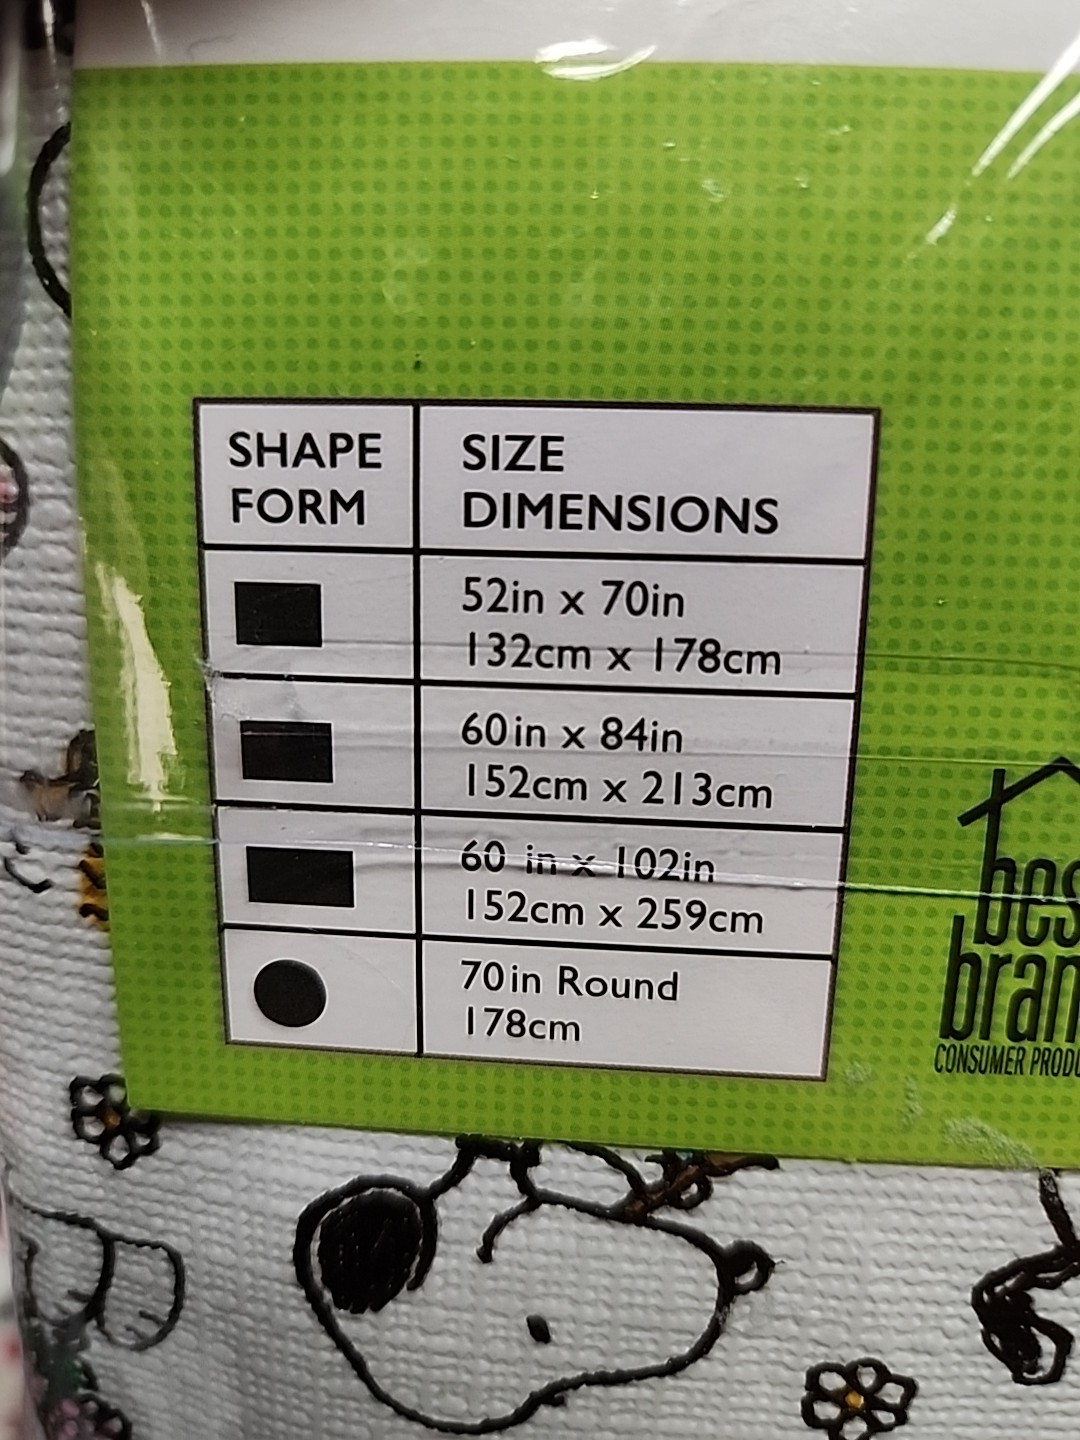 SHAPE
FORM
SIZE
DIMENSIONS
52in x 70in
132cm x 178cm
60in x 84in
152cm x 213cm
60 in x 102in
152cm x 259cm
70in Round
178cm
CONSUMER